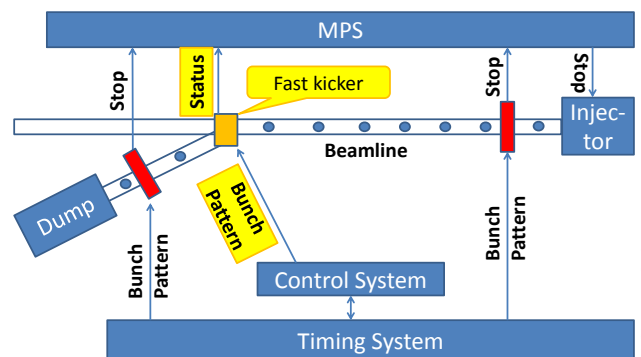 MPS
Stop
Status
Fast kicker
Stop
Stop
Injec-
tor
Beamline
Dump
Bunch
Pattern
Bunch
Pattern
Bunch
Pattern
Control System
Timing System